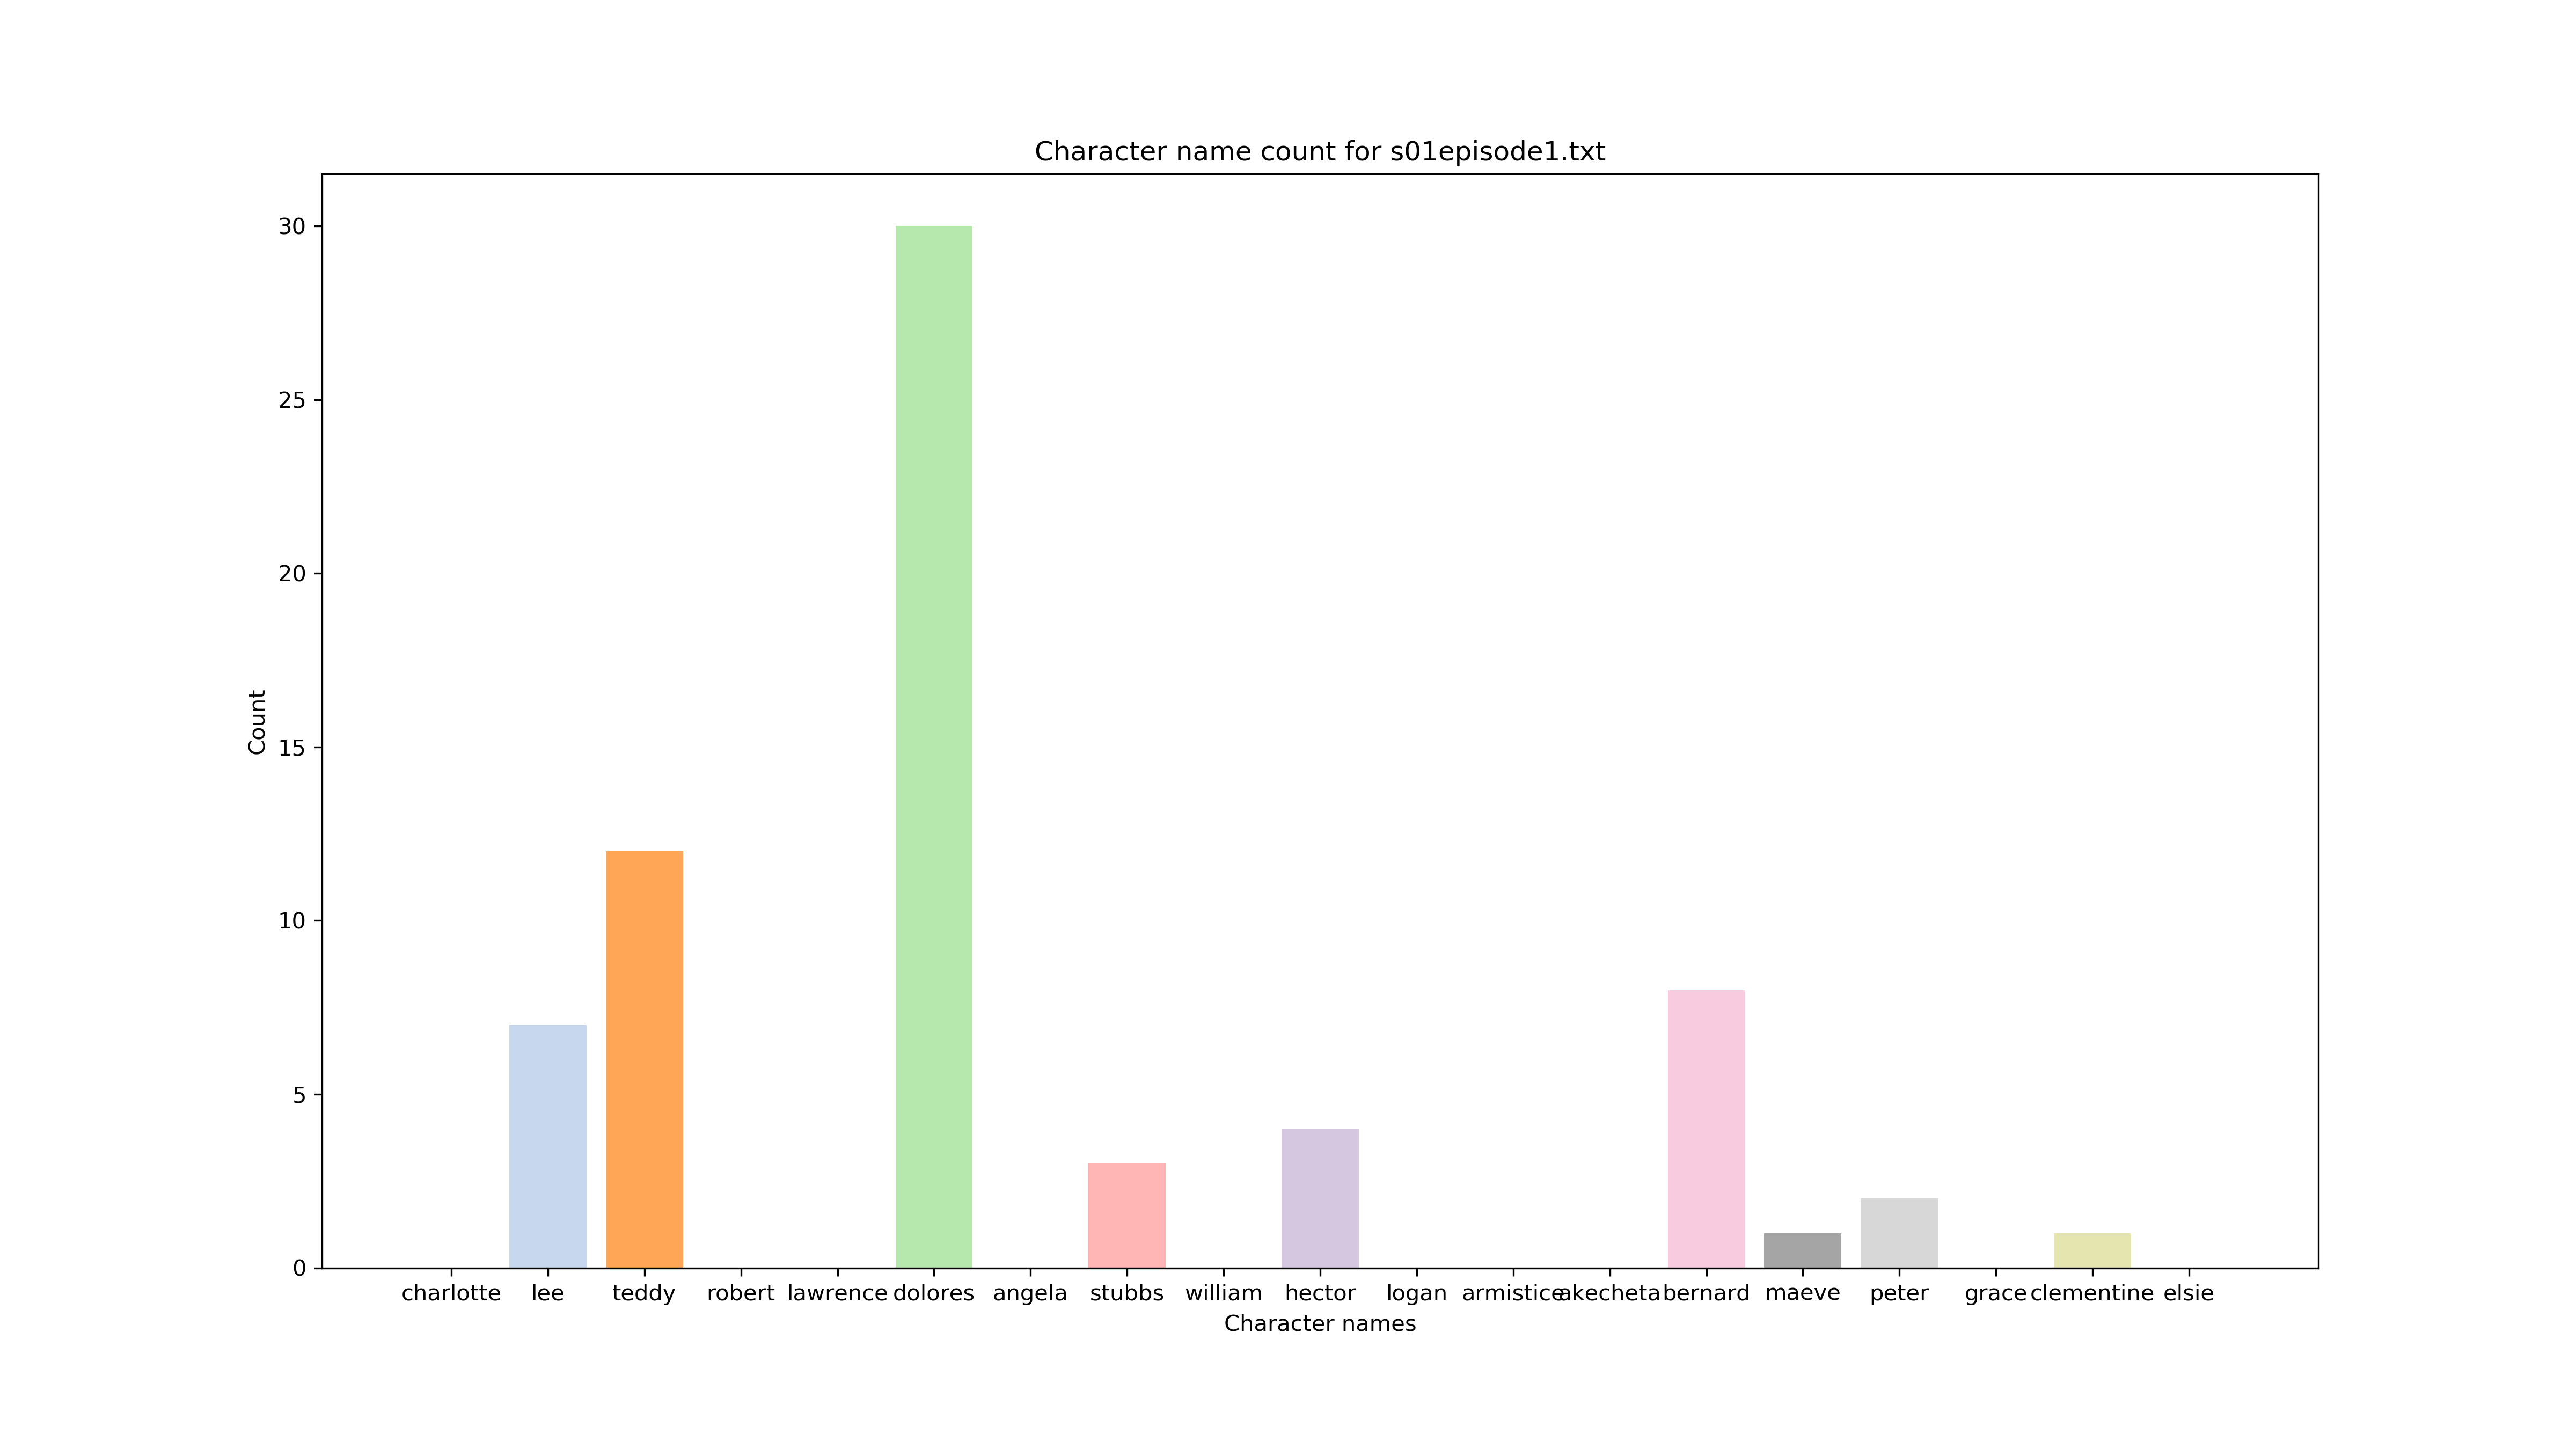 Character name count for s01episode1.txt
30
25
20
15
10
5
0
Count
charlotte lee teddy robert lawrence dolores angela stubbs william hector logan armistice akecheta bernard maeve peter grace clementine elsie
Character names